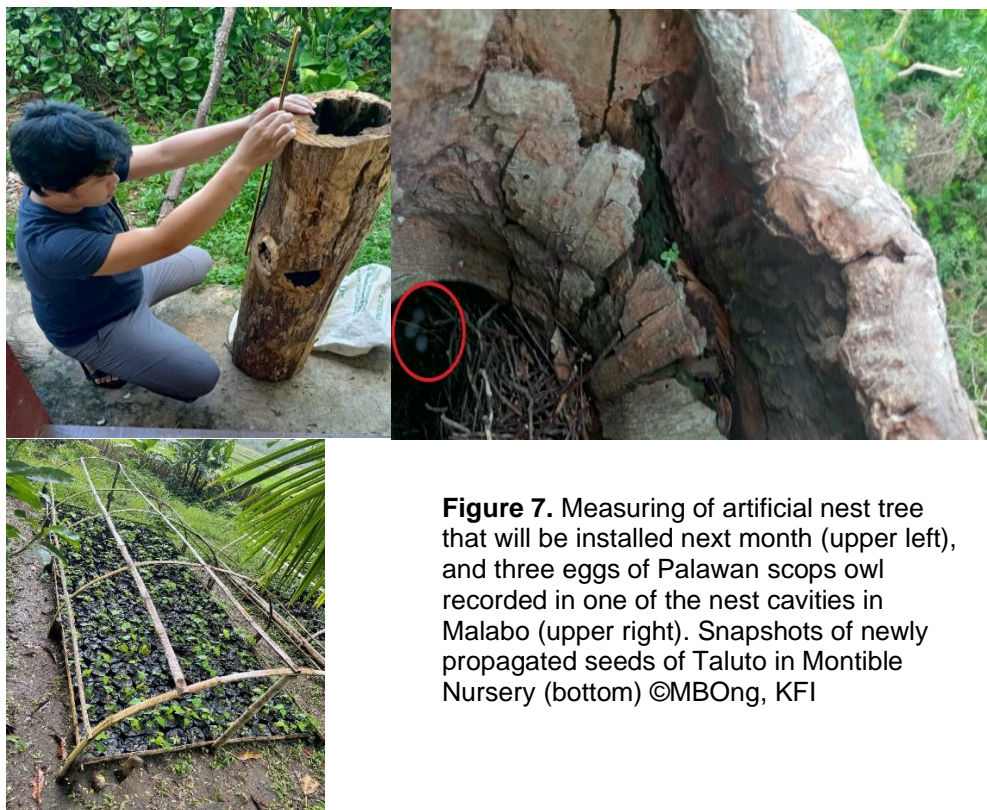 Figure 7. Measuring of artificial nest tree
that will be installed next month (upper left),
and three eggs of Palawan scops owl
recorded in one of the nest cavities in
Malabo (upper right). Snapshots of newly
propagated seeds of Taluto in Montible
Nursery (bottom) ©MBOng, KFI